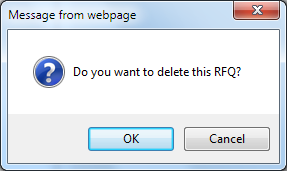 Message from webpage
Do you want to delete this RFQ?
OK
Cancel